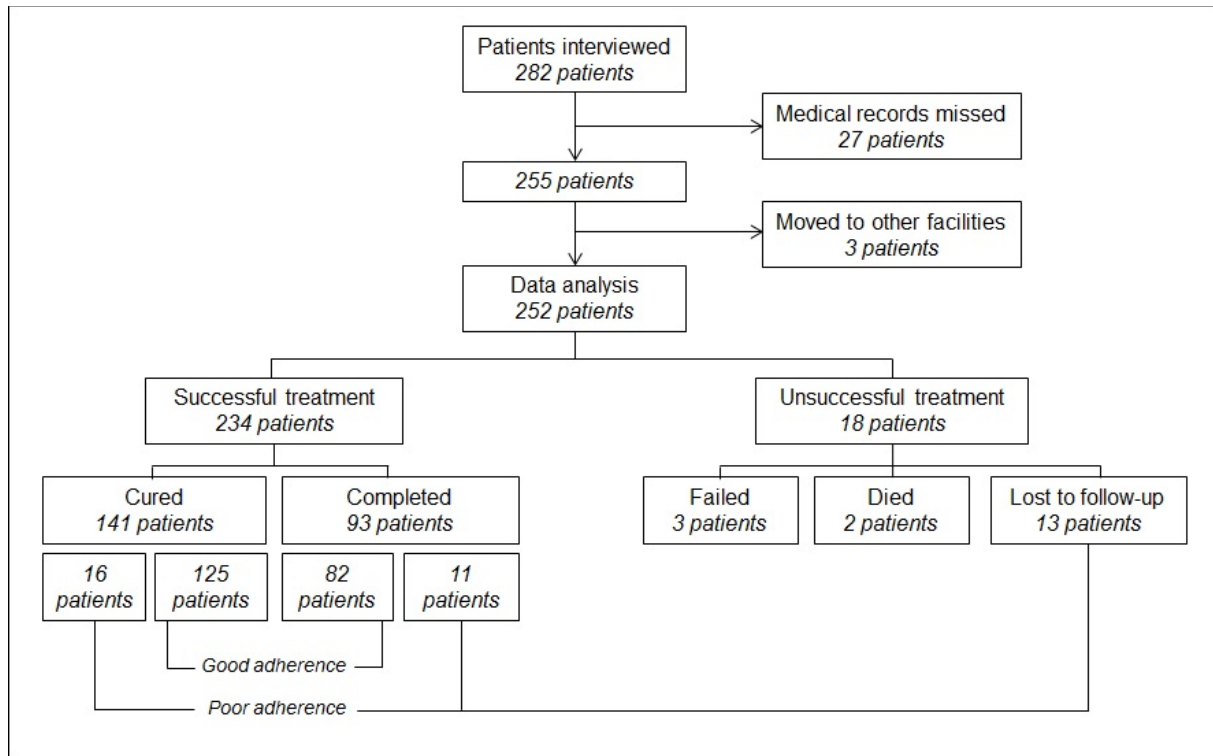 Patients interviewed
282 patients
Medical records missed
27 patients
255 patients
Moved to other facilities
3 patients
Data analysis
252 patients
Successful treatment
234 patients
Unsuccessful treatment
18 patients
Cured
141 patients
Completed
93 patients
Failed
3 patients
Died
2 patients
Lost to follow-up
13 patients
16
patients
125
patients
82
patients
11
patients
Good adherence
Poor adherence